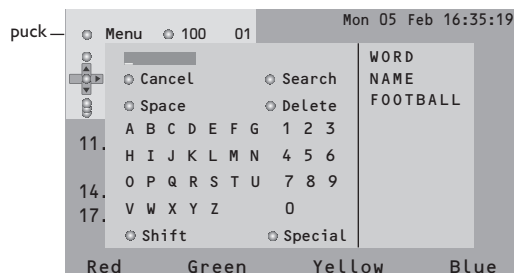 Mon 05 Feb 16:35:19
puck
Menu 100 01
WORD
Cancel Search
NAME
Space Delete
FOOTBALL
A B C D E F G 1 2 3
11.
H I J K L M N 4 5 6
O P Q R S T U 7 8 9
14.
V W X Y Z 0
17.
Shift Special
Red Green Yellow Blue